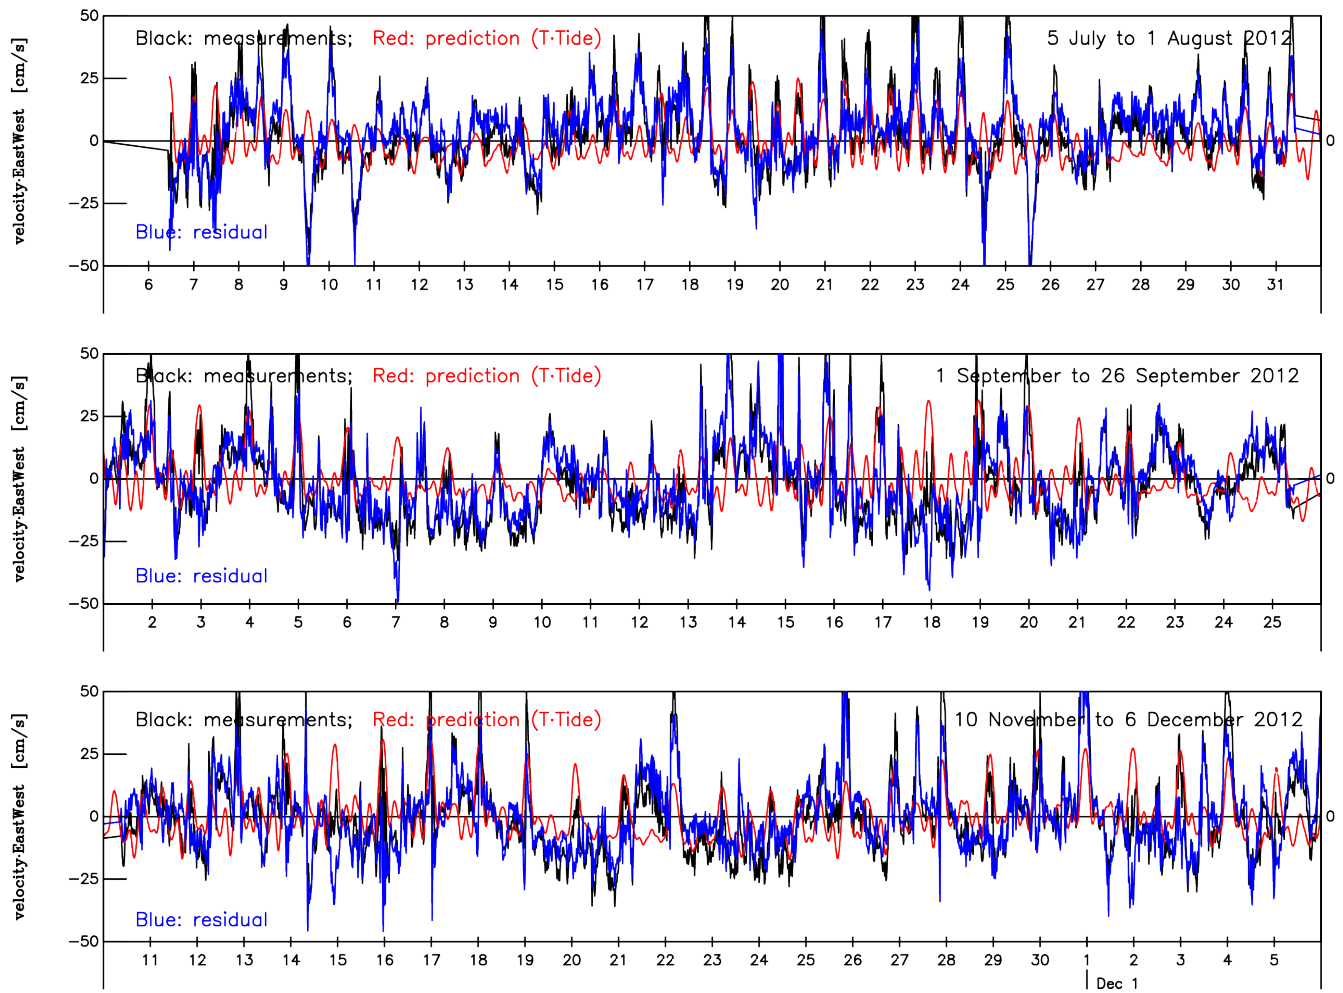 50
Black: measurements; Red: prediction (T·Tide) 5 July to 1 August 2012
25
velocity·EastWest [cm/s]
0 0
−25
Blue: residual
−50
6 7 8 9 10 11 12 13 14 15 16 17 18 19 20 21 22 23 24 25 26 27 28 29 30 31
50
Black: measurements; Red: prediction (T·Tide) 1 September to 26 September 2012
25
velocity·EastWest [cm/s]
0 0
−25
Blue: residual
−50
2 3 4 5 6 7 8 9 10 11 12 13 14 15 16 17 18 19 20 21 22 23 24 25
50
Black: measurements; Red: prediction (T·Tide) 10 November to 6 December 2012
25
velocity·EastWest [cm/s]
0 0
−25
Blue: residual
−50
11 12 13 14 15 16 17 18 19 20 21 22 23 24 25 26 27 28 29 30 1 2 3 4 5
Dec 1